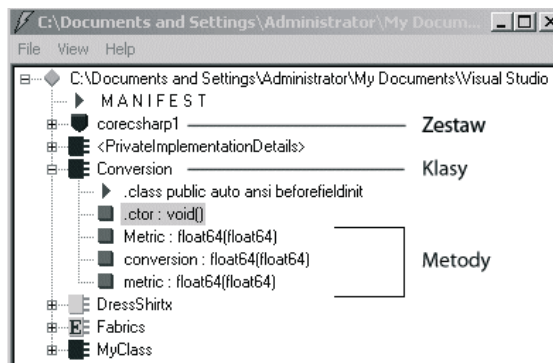 C:\Documents and Settings\Administrator\My Docum...
File View Help
C:\Documents and Settings\Administrator\My Documents\Visual Studio
MANIFEST
corecsharp1 Zestaw
<PrivateImplementationDetails>
Conversion Klasy
.class public auto ansi beforefieldinit
.ctor : void()
Metric : float64(float64)
conversion : float64(float64) Metody
metric : float64(float64)
DressShirtx
E Fabrics
MyClass